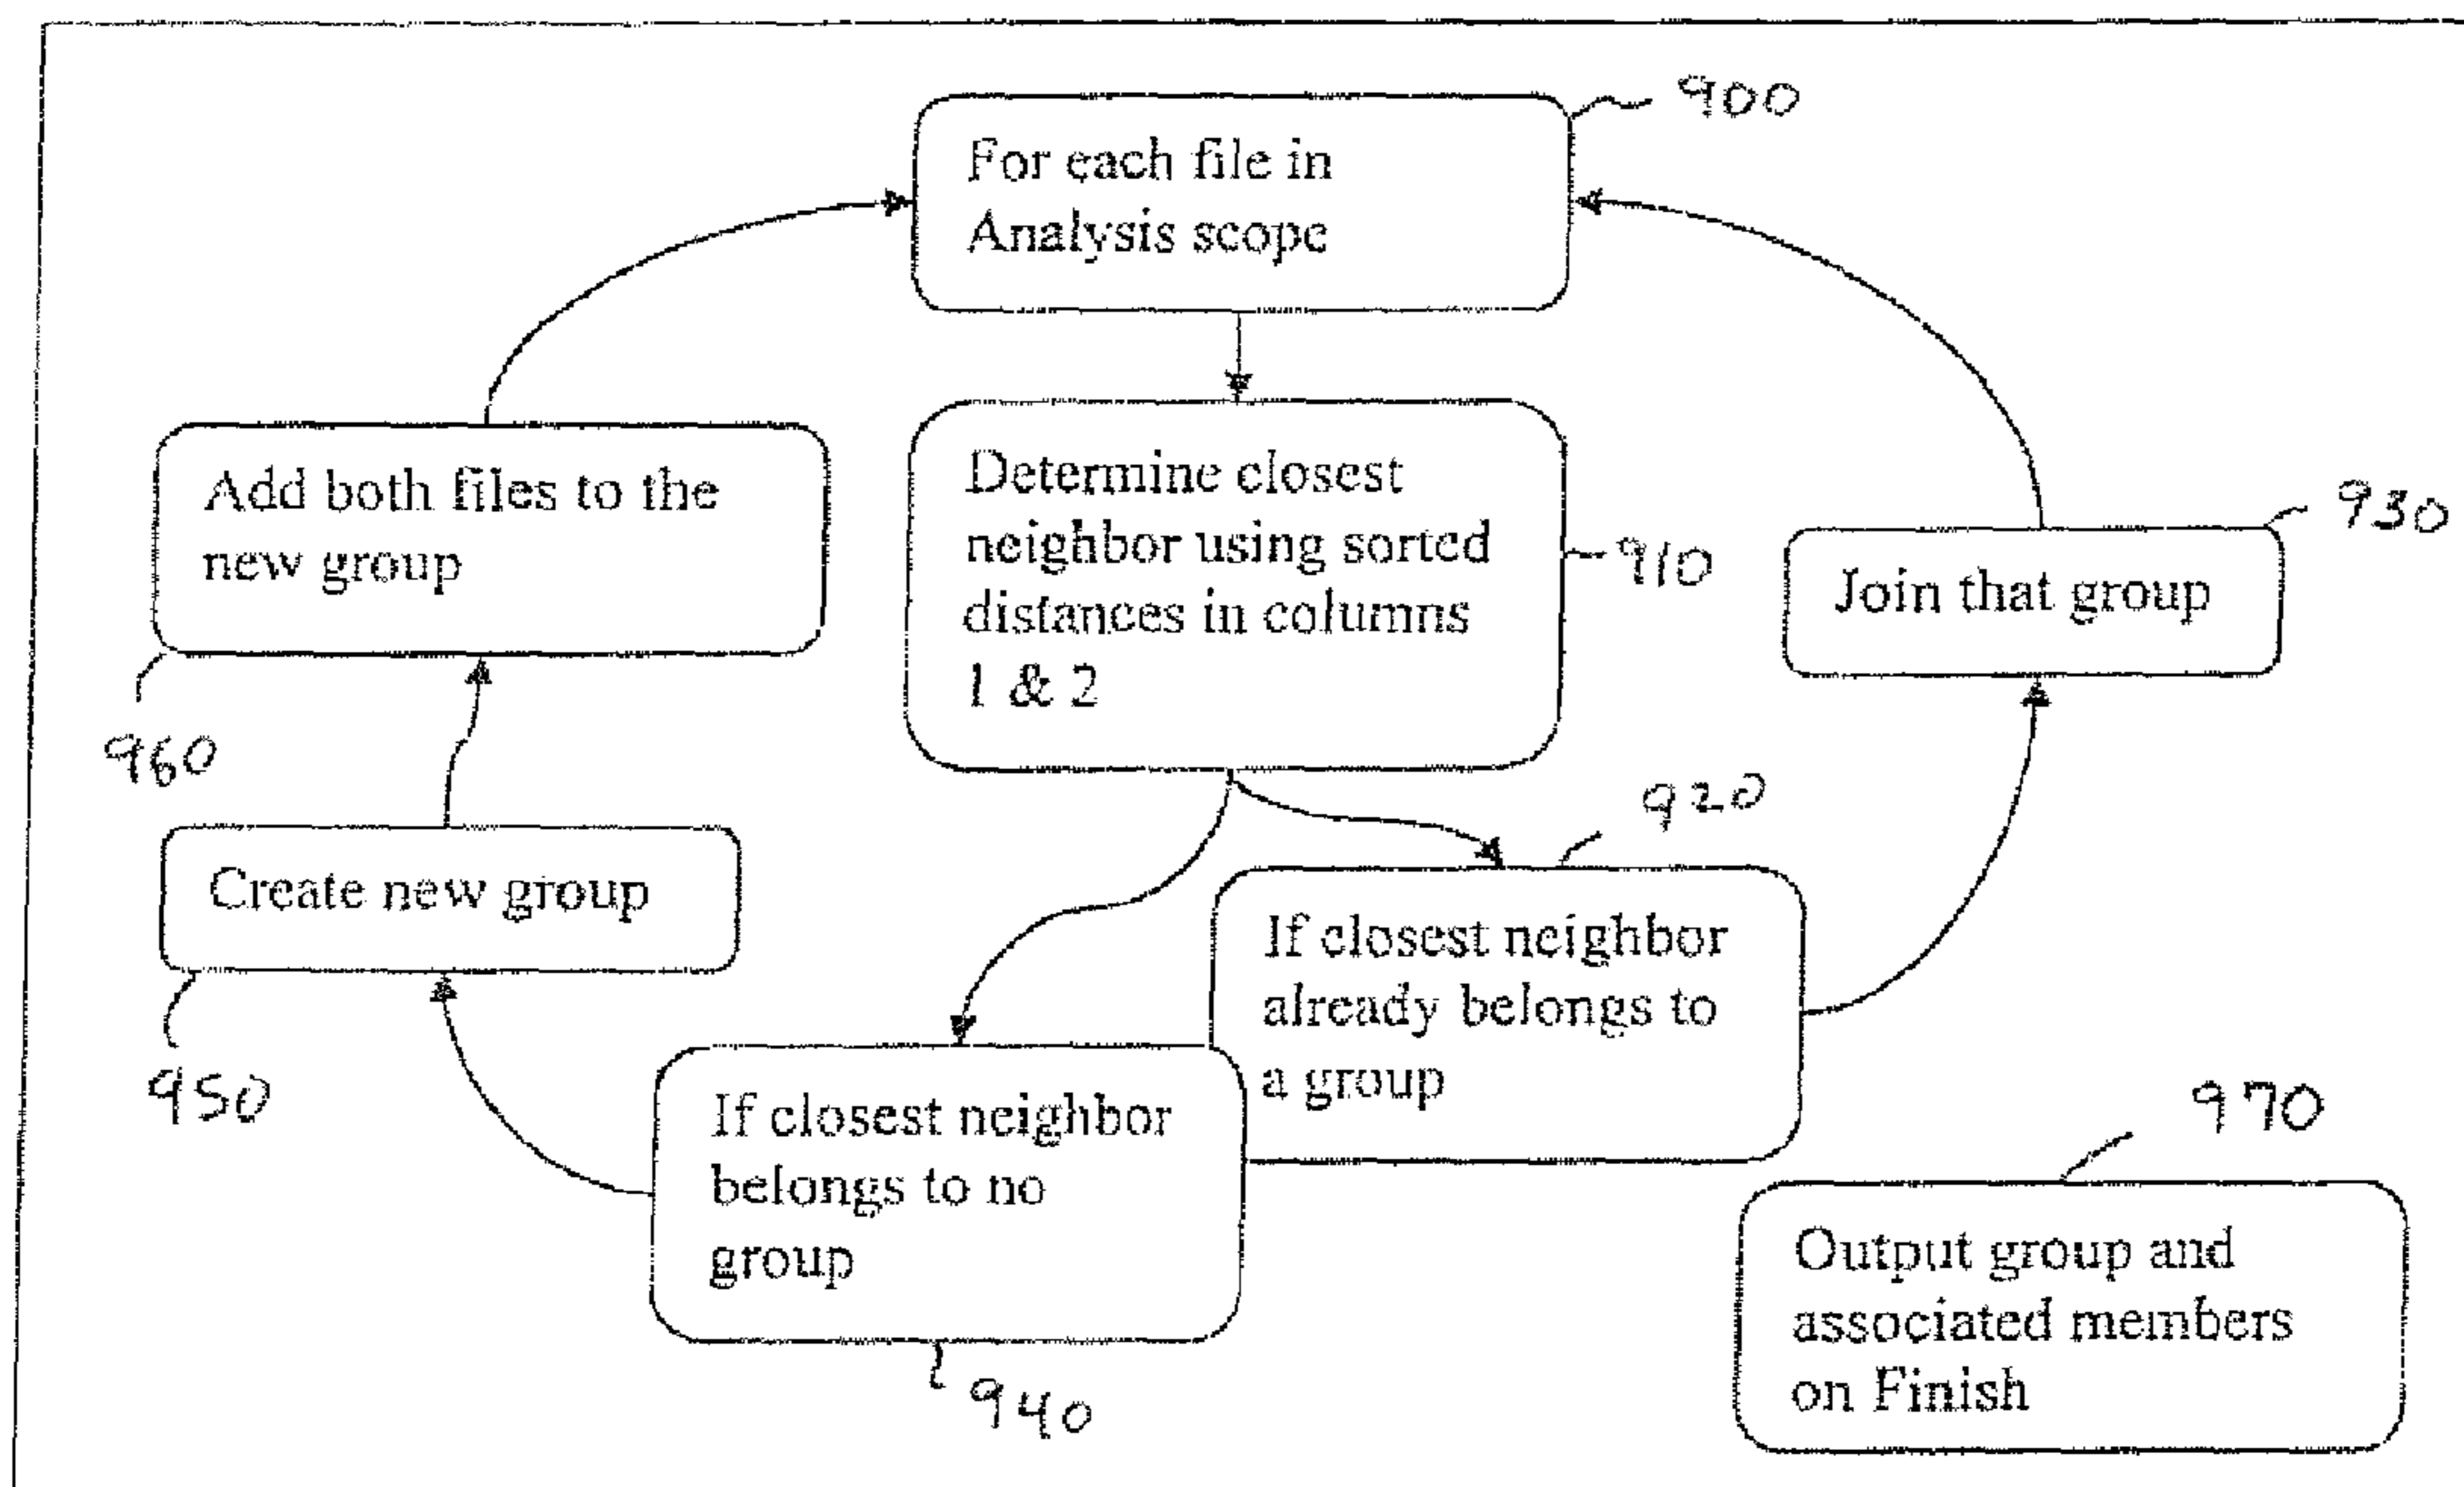 900
For each file in
Analysis scope
Add both files to the
new group
960
Determine closest
neighbor using sorted
distances in columns
1 & 2
910
930
Join that group
920
Create new group
950
If closest neighbor
already belongs to
a group
If closest neighbor
belongs to no
group
940
970
Output group and
associated members
on Finish